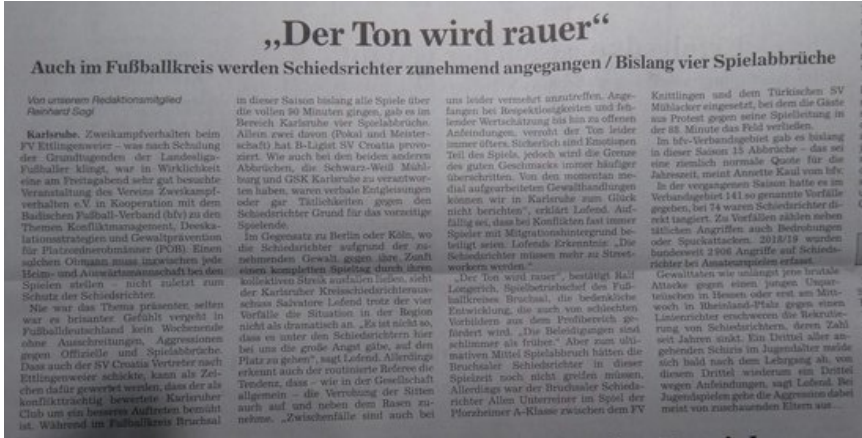 „Der Ton wird rauer“
Auch im Fußballkreis werden Schiedsrichter zunehmend angegangen / Bislang vier Spielabbrüche
Von unserem Redaktionsmitglied
Reinhard Sogl
Karlsruhe. Zweikampfverhalten beim
FV Ettlingenweier – was nach Schulung
der Grundtugenden der Landesliga-
Fußballer klingt, war in Wirklichkeit
eine am Freitagabend sehr gut besuchte
Veranstaltung des Vereins Zweikampf-
verhalten e.V. in Kooperation mit dem
Badischen Fußball-Verband (bfv) zu den
Themen Konfliktmanagement, Deeska-
lationsstrategien und Gewaltprävention
für Platzordnerobmänner (POB). Einen
solchen Obmann muss inzwischen jede
Heim- und Auswärtsmannschaft bei den
Spielen stellen – nicht zuletzt zum
Schutz der Schiedsrichter.
Nie war das Thema präsenter, selten
war es brisanter. Gefühlt vergeht in
Fußballdeutschland kein Wochenende
ohne Ausschreitungen, Aggressionen
gegen Offizielle und Spielabbrüche.
Dass auch der SV Croatia Vertreter nach
Ettlingenweier schickte, kann als Zei-
chen dafür gewertet werden, dass der als
konfliktträchtig bewertete Karlsruher
Club um ein besseres Auftreten bemüht
ist. Während im Fußballkreis Bruchsal
in dieser Saison bislang alle Spiele über
die vollen 90 Minuten gingen, gab es im
Bereich Karlsruhe vier Spielabbrüche.
Allein zwei davon (Pokal und Meister-
schaft) hat B-Ligist SV Croatia provo-
ziert. Wie auch bei den beiden anderen
Abbrüchen, die Schwarz-Weiß Mühl-
burg und GSK Karlsruhe zu verantwor-
ten haben, waren verbale Entgleisungen
oder gar Tätlichkeiten gegen den
Schiedsrichter Grund für das vorzeitige
Spielende.
Im Gegensatz zu Berlin oder Köln, wo
die Schiedsrichter aufgrund der zu-
nehmenden Gewalt gegen ihre Zunft
einen kompletten Spieltag durch ihren
kollektiven Streik ausfallen ließen, sieht
der Karlsruher Kreisschiedsrichteraus-
schuss Salvatore Lofend trotz der vier
Vorfälle die Situation in der Region
nicht als dramatisch an. „Es ist nicht so,
dass es unter den Schiedsrichtern hier
bei uns die große Angst gäbe, auf den
Platz zu gehen“, sagt Lofend. Allerdings
erkennt auch der routinierte Referee die
Tendenz, dass – wie in der Gesellschaft
allgemein – die Verrohung der Sitten
auch auf und neben dem Rasen zu-
nehme. „Zwischenfälle sind auch bei
uns leider vermehrt anzutreffen. Ange-
fangen bei Respektlosigkeiten und feh-
lender Wertschätzung bis hin zu offenen
Anfeindungen, verroht der Ton leider
immer öfters. Sicherlich sind Emotionen
Teil des Spiels, jedoch wird die Grenze
des guten Geschmacks immer häufiger
überschritten. Von den momentan me-
dial aufgearbeiteten Gewalthandlungen
können wir in Karlsruhe zum Glück
nicht berichten“, erklärt Lofend. Auf-
fällig sei, dass bei Konflikten fast immer
Spieler mit Migrationshintergrund be-
teiligt seien. Lofends Erkenntnis: „Die
Schiedsrichter müssen mehr zu Street-
workern werden.“
„Der Ton wird rauer“, bestätigt Ralf
Longerich, Spielbetriebschef des Fuß-
ballkreises Bruchsal, die bedenkliche
Entwicklung, die auch von schlechten
Vorbildern aus dem Profibereich ge-
fördert wird. „Die Beleidigungen sind
schlimmer als früher.“ Aber zum ulti-
mativen Mittel Spielabbruch hätten die
Bruchsaler Schiedsrichter in dieser
Spielzeit noch nicht greifen müssen.
Allerdings war der Bruchsaler Schieds-
richter Allen Unterreiner im Spiel der
Pforzheimer A-Klasse zwischen dem FV
Knittlingen und dem Türkischen SV
Mühlacker eingesetzt, bei dem die Gäste
aus Protest gegen seine Spielleitung in
der 88. Minute das Feld verließen.
Im bfv-Verbandsgebiet gab es bislang
in dieser Saison 15 Abbrüche – das sei
eine ziemlich normale Quote für die
Jahreszeit, meint Annette Kaul vom bfv.
In der vergangenen Saison hatte es im
Verbandsgebiet 141 so genannte Vorfälle
gegeben, bei 74 waren Schiedsrichter di-
rekt tangiert. Zu Vorfällen zählen neben
tätlichen Angriffen auch Bedrohungen
oder Spuckattacken. 2018/19 wurden
bundesweit 2906 Angriffe auf Schieds-
richter bei Amateurspielen erfasst.
Gewalttaten wie unlängst jene brutale
Attacke gegen einen jungen Unpar-
teiischen in Hessen oder erst am Mitt-
woch in Rheinland-Pfalz gegen einen
Linienrichter erschweren die Rekrutie-
rung von Schiedsrichtern, deren Zahl
seit Jahren sinkt. Ein Drittel aller an-
gehenden Schiris im Jugendalter melde
sich bald nach dem Lehrgang ab, von
diesem Drittel wiederum ein Drittel
wegen Anfeindungen, sagt Lofend. Bei
Jugendspielen gehe die Aggression dabei
meist von zuschauenden Eltern aus